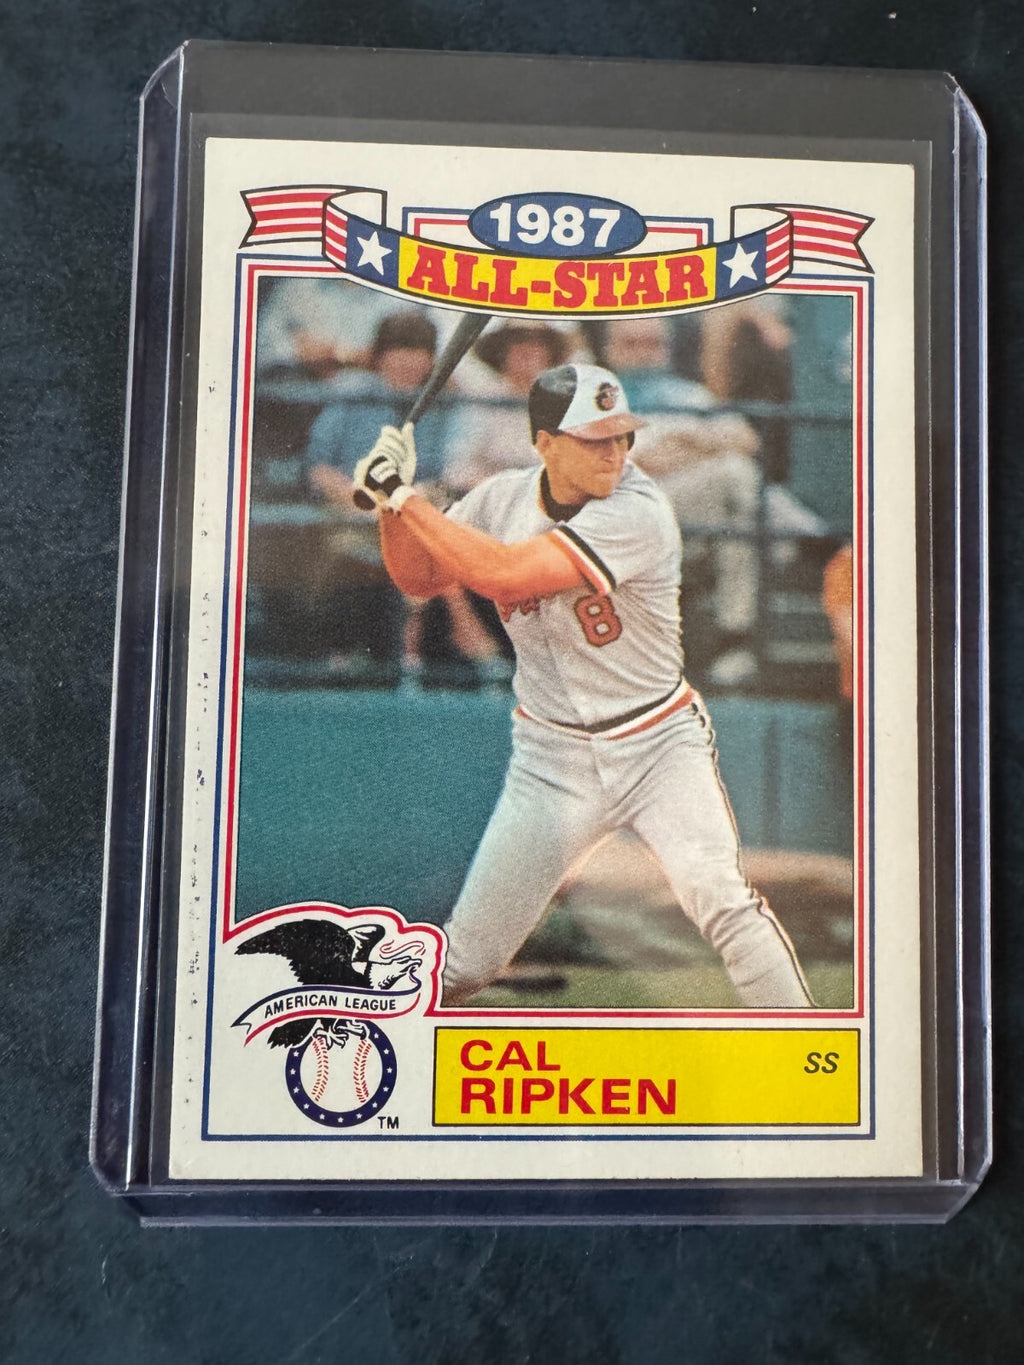 1987
ALL-STAR
8
AMERICAN LEAGUE
TM
CAL
RIPKEN
SS